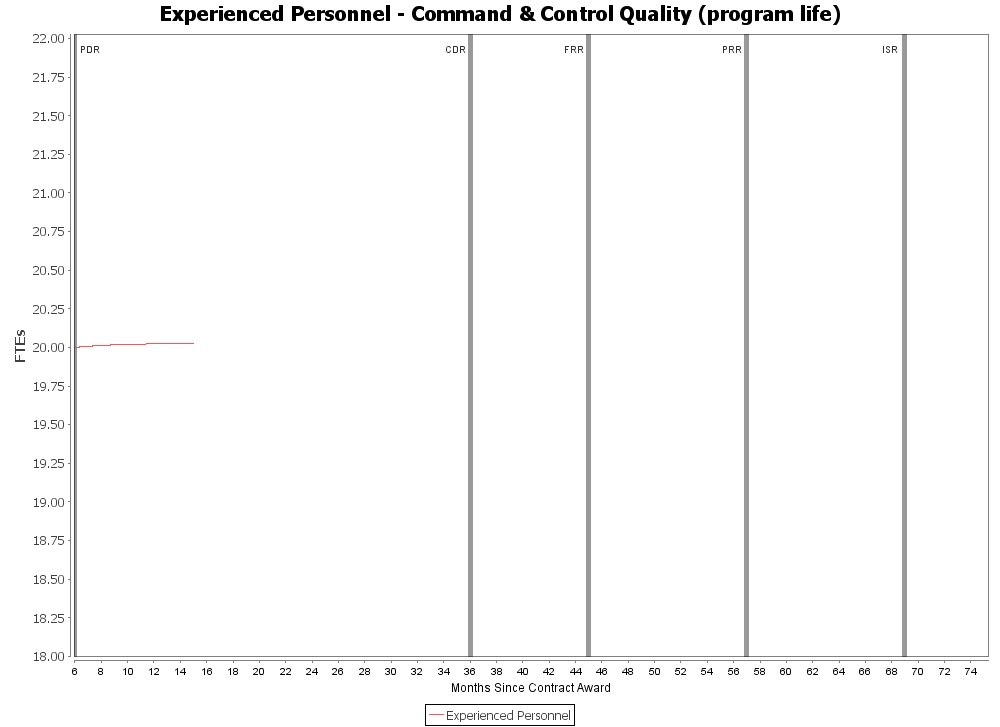 Experienced Personnel - Command & Control Quality (program life)
22.00
21.75
21.50
21.25
21.00
20.75
20.50
20.25
20.00
19.75
19.50
19.25
19.00
18.75
18.50
18.25
18.00
FTEs
PDR CDR FRR PRR ISR
6 8 10 12 14 16 18 20 22 24 26 28 30 32 34 36 38 40 42 44 46 48 50 52 54 56 58 60 62 64 66 68 70 72 74
Months Since Contract Award
Experienced Personnel